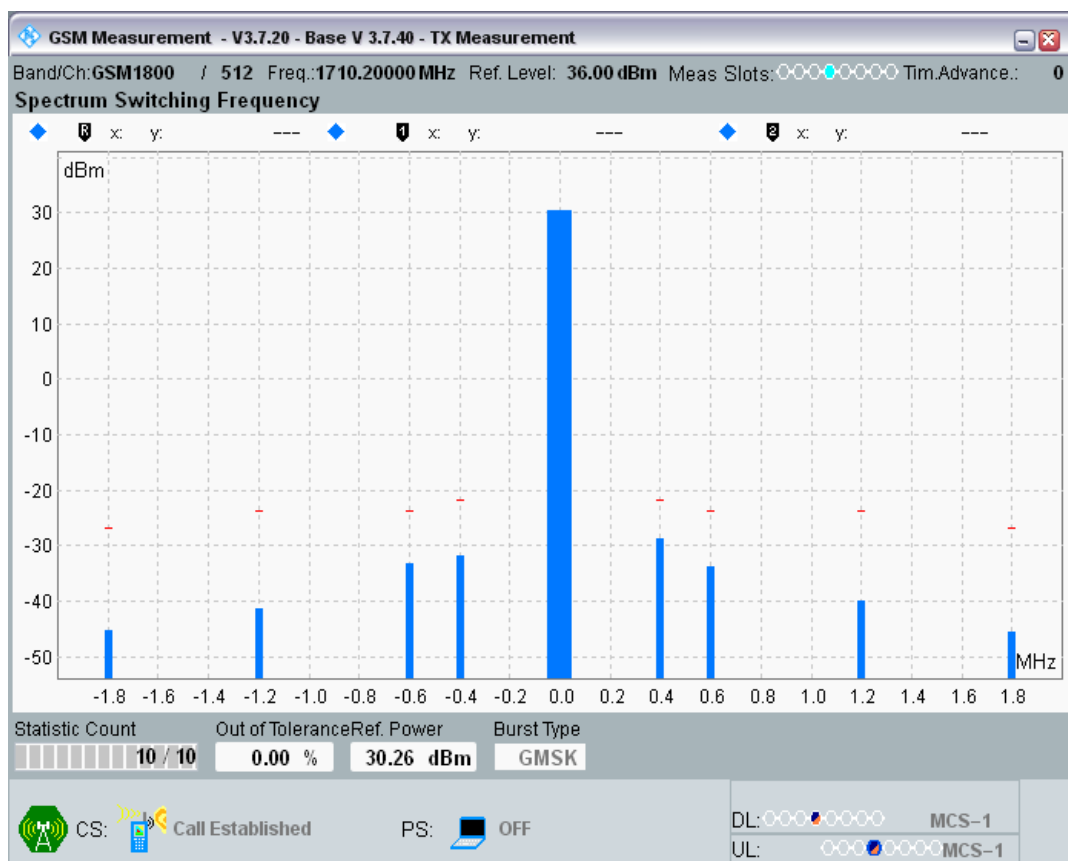 GSM Measurement - V3.7.20 - Base V 3.7.40 - TX Measurement
Band/Ch:GSM1800 / 512 Freq.:1710.20000 MHz Ref. Level: 36.00 dBm Meas Slots: Tim.Advance.: 0
Spectrum Switching Frequency
R x: y: --- 1 x: y: --- 2 x: y: ---
dBm
30
20
10
0
-10
-20
-30
-40
-50
MHz
-1.8 -1.6 -1.4 -1.2 -1.0 -0.8 -0.6 -0.4 -0.2 0.0 0.2 0.4 0.6 0.8 1.0 1.2 1.4 1.6 1.8
Statistic Count Out of Tolerance Ref. Power Burst Type
10 / 10 0.00 % 30.26 dBm GMSK
CS: Call Established PS: OFF
DL: MCS-1
UL: MCS-1